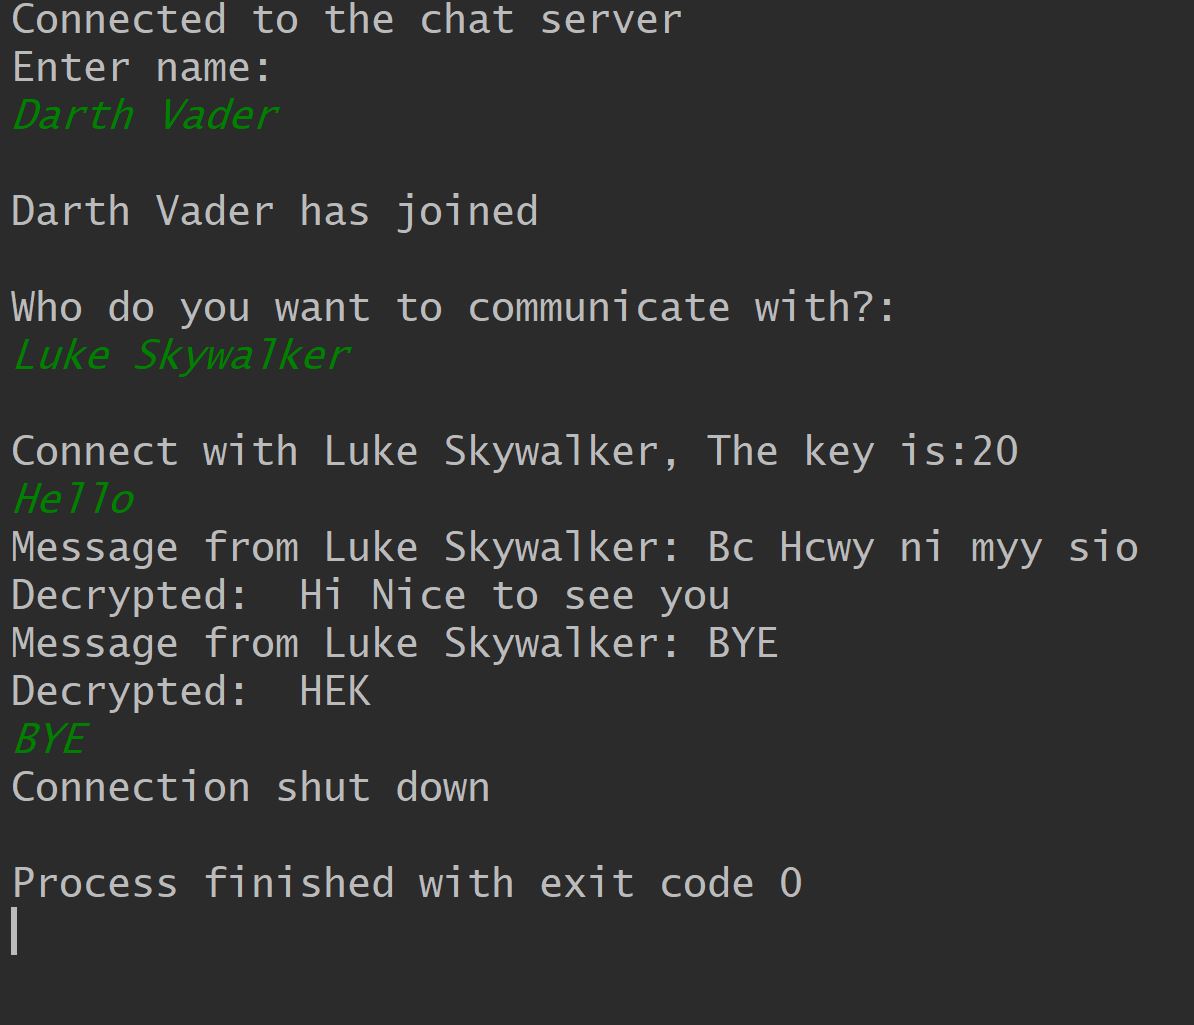 Connected to the chat server
Enter name:
Darth Vader
Darth Vader has joined
Who do you want to communicate with?:
Luke Skywalker
Connect with Luke Skywalker, The key is:20
Hello
Message from Luke Skywalker: Bc Hcwy ni myy sio
Decrypted:  Hi Nice to see you
Message from Luke Skywalker: BYE
Decrypted:  HEK
BYE
Connection shut down
Process finished with exit code 0